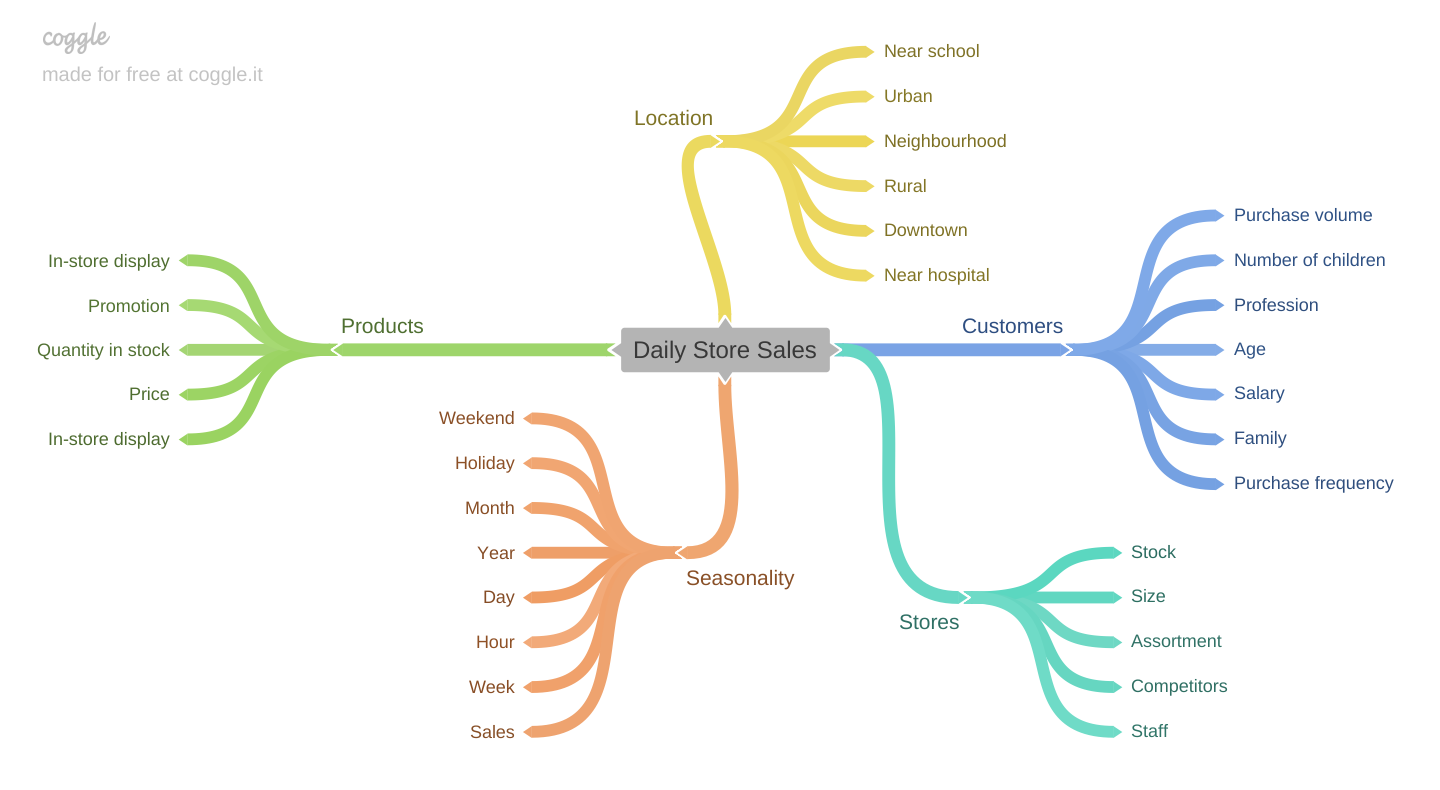 coggle
made for free at coggle.it
Daily Store Sales
Location
Near school
Urban
Neighbourhood
Rural
Downtown
Near hospital
Customers
Purchase volume
Number of children
Profession
Age
Salary
Family
Purchase frequency
Products
In-store display
Promotion
Quantity in stock
Price
In-store display
Seasonality
Weekend
Holiday
Month
Year
Day
Hour
Week
Sales
Stores
Stock
Size
Assortment
Competitors
Staff